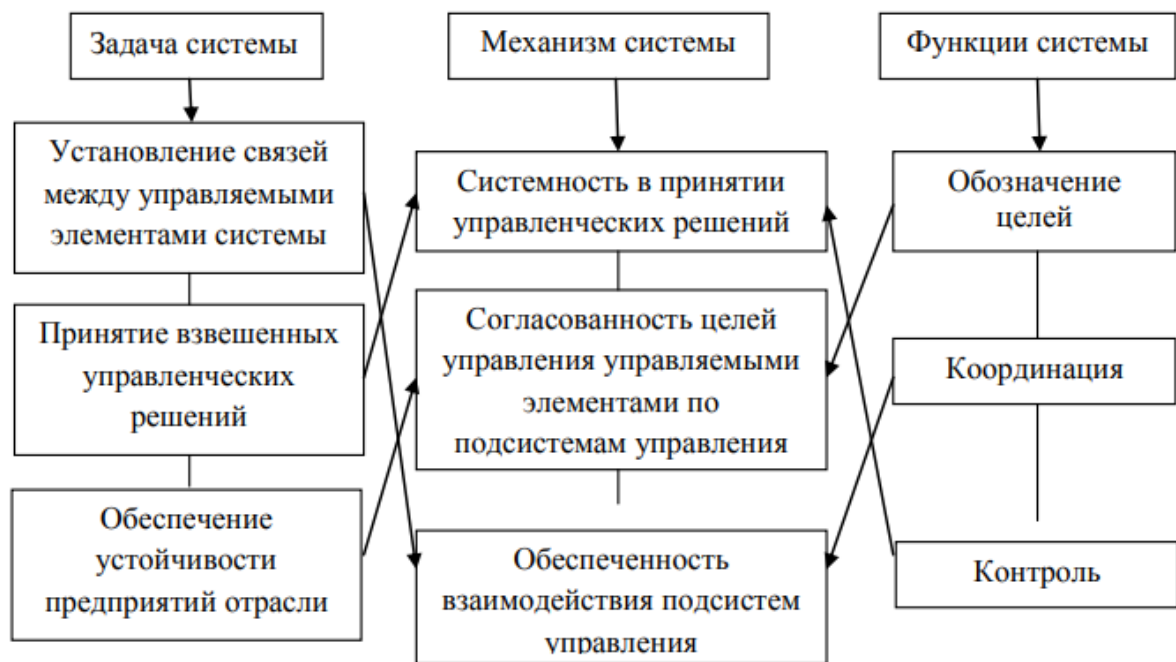 Задача системы
Механизм системы
Функции системы
Установление связей
между управляемыми
элементами системы
Системность в принятии
управленческих решений
Обозначение
целей
Принятие взвешенных
управленческих
решений
Согласованность целей
управления управляемыми
элементами по
подсистемам управления
Координация
Обеспечение
устойчивости
предприятий отрасли
Обеспеченность
взаимодействия подсистем
управления
Контроль